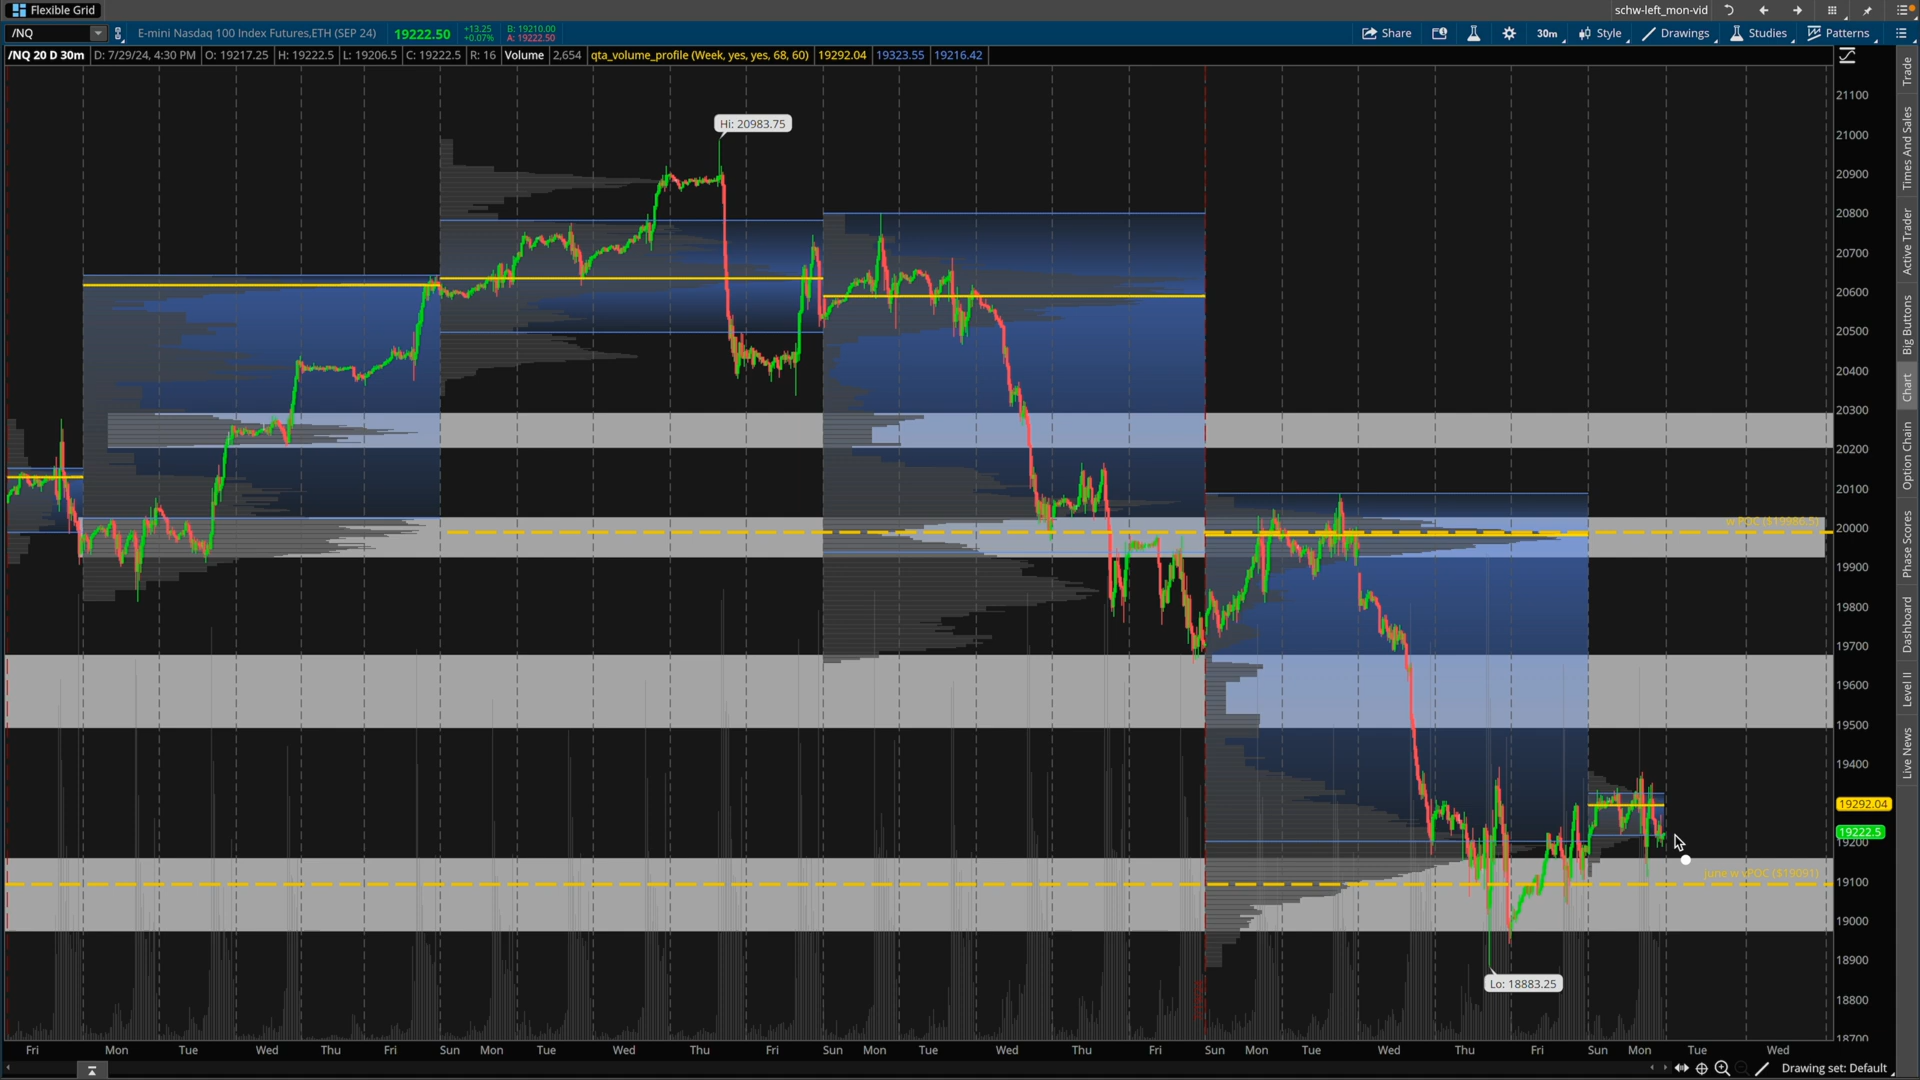 Flexible Grid
schw-left_mon-vid
/NQ
E-mini Nasdaq 100 Index Futures,ETH (SEP 24)
19222.50
+13.25
+0.07%
B: 19210.00
A: 19222.50
Share
30m
Style
Drawings
Studies
Patterns
/NQ 20 D 30m
D: 7/29/24, 4:30 PM
O: 19217.25
H: 19222.5
L: 19206.5
C: 19222.5
R: 16
Volume
2,654
qta_volume_profile (Week, yes, yes, 68, 60)
19292.04
19323.55
19216.42
Hi: 20983.75
Lo: 18883.25
w POC ($19986.5)
21100
21000
20900
20800
20700
20600
20500
20400
20300
20200
20100
20000
19900
19800
19700
19600
19500
19400
19292.04
19222.5
19200
19100
19000
18900
18800
18700
Trade
Times And Sales
Active Trader
Big Buttons
Chart
Option Chain
Phase Scores
Dashboard
Level II
Live News
Fri Mon Tue Wed Thu Fri Sun Mon Tue Wed Thu Fri Sun Mon Tue Wed Thu Fri Sun Mon Tue Wed Thu Fri Sun Mon Tue Wed
Drawing set: Default